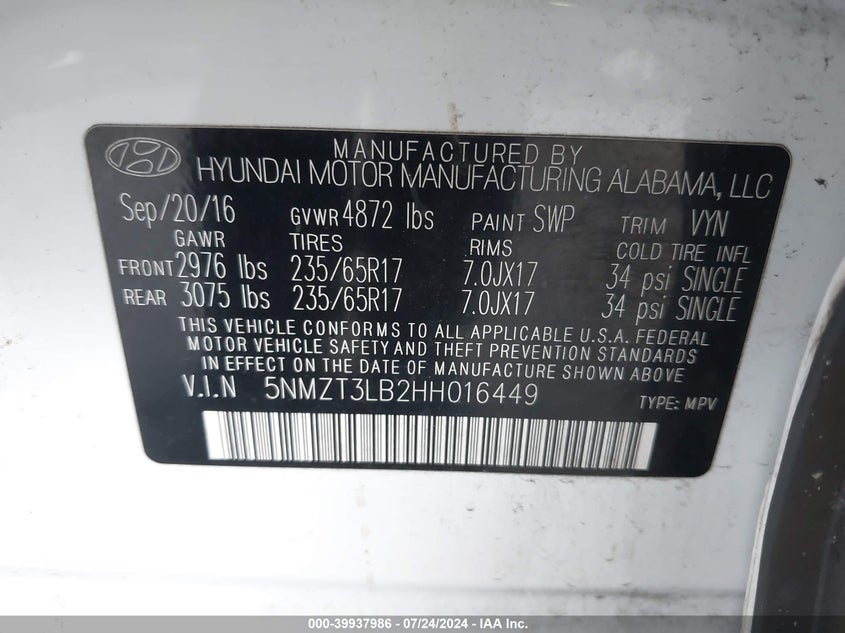 MANUFACTURED BY
HYUNDAI MOTOR MANUFACTURING ALABAMA, LLC
Sep/20/16 GVWR 4872 lbs PAINT SWP TRIM VYN
GAWR TIRES RIMS COLD TIRE INFL
FRONT 2976 lbs 235/65R17 7.0JX17 34 psi SINGLE
REAR 3075 lbs 235/65R17 7.0JX17 34 psi SINGLE
THIS VEHICLE CONFORMS TO ALL APPLICABLE U.S.A. FEDERAL
MOTOR VEHICLE SAFETY AND THEFT PREVENTION STANDARDS
IN EFFECT ON THE DATE OF MANUFACTURE SHOWN ABOVE.
V.I.N 5NMZT3LB2HH016449 TYPE: MPV
000-39937986 - 07/24/2024 - IAA Inc.